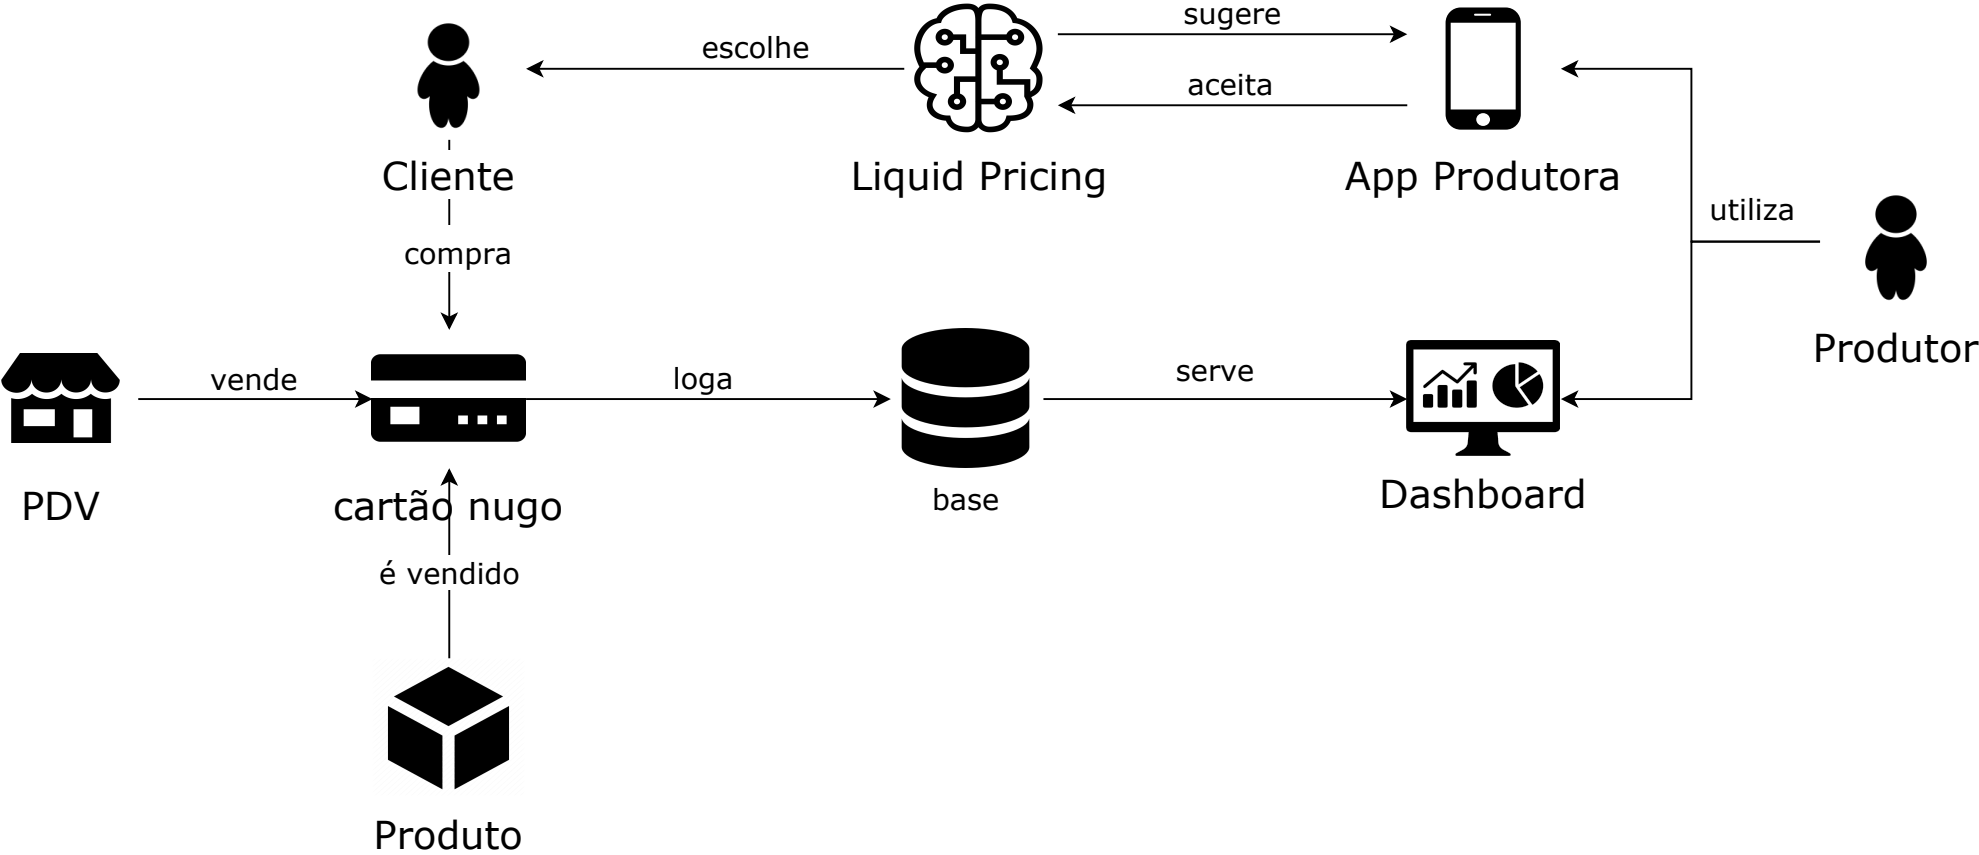 sugere
escolhe
aceita
Cliente
Liquid Pricing
App Produtora
utiliza
compra
Produtor
vende
loga
serve
PDV
cartão nugo
base
Dashboard
é vendido
Produto